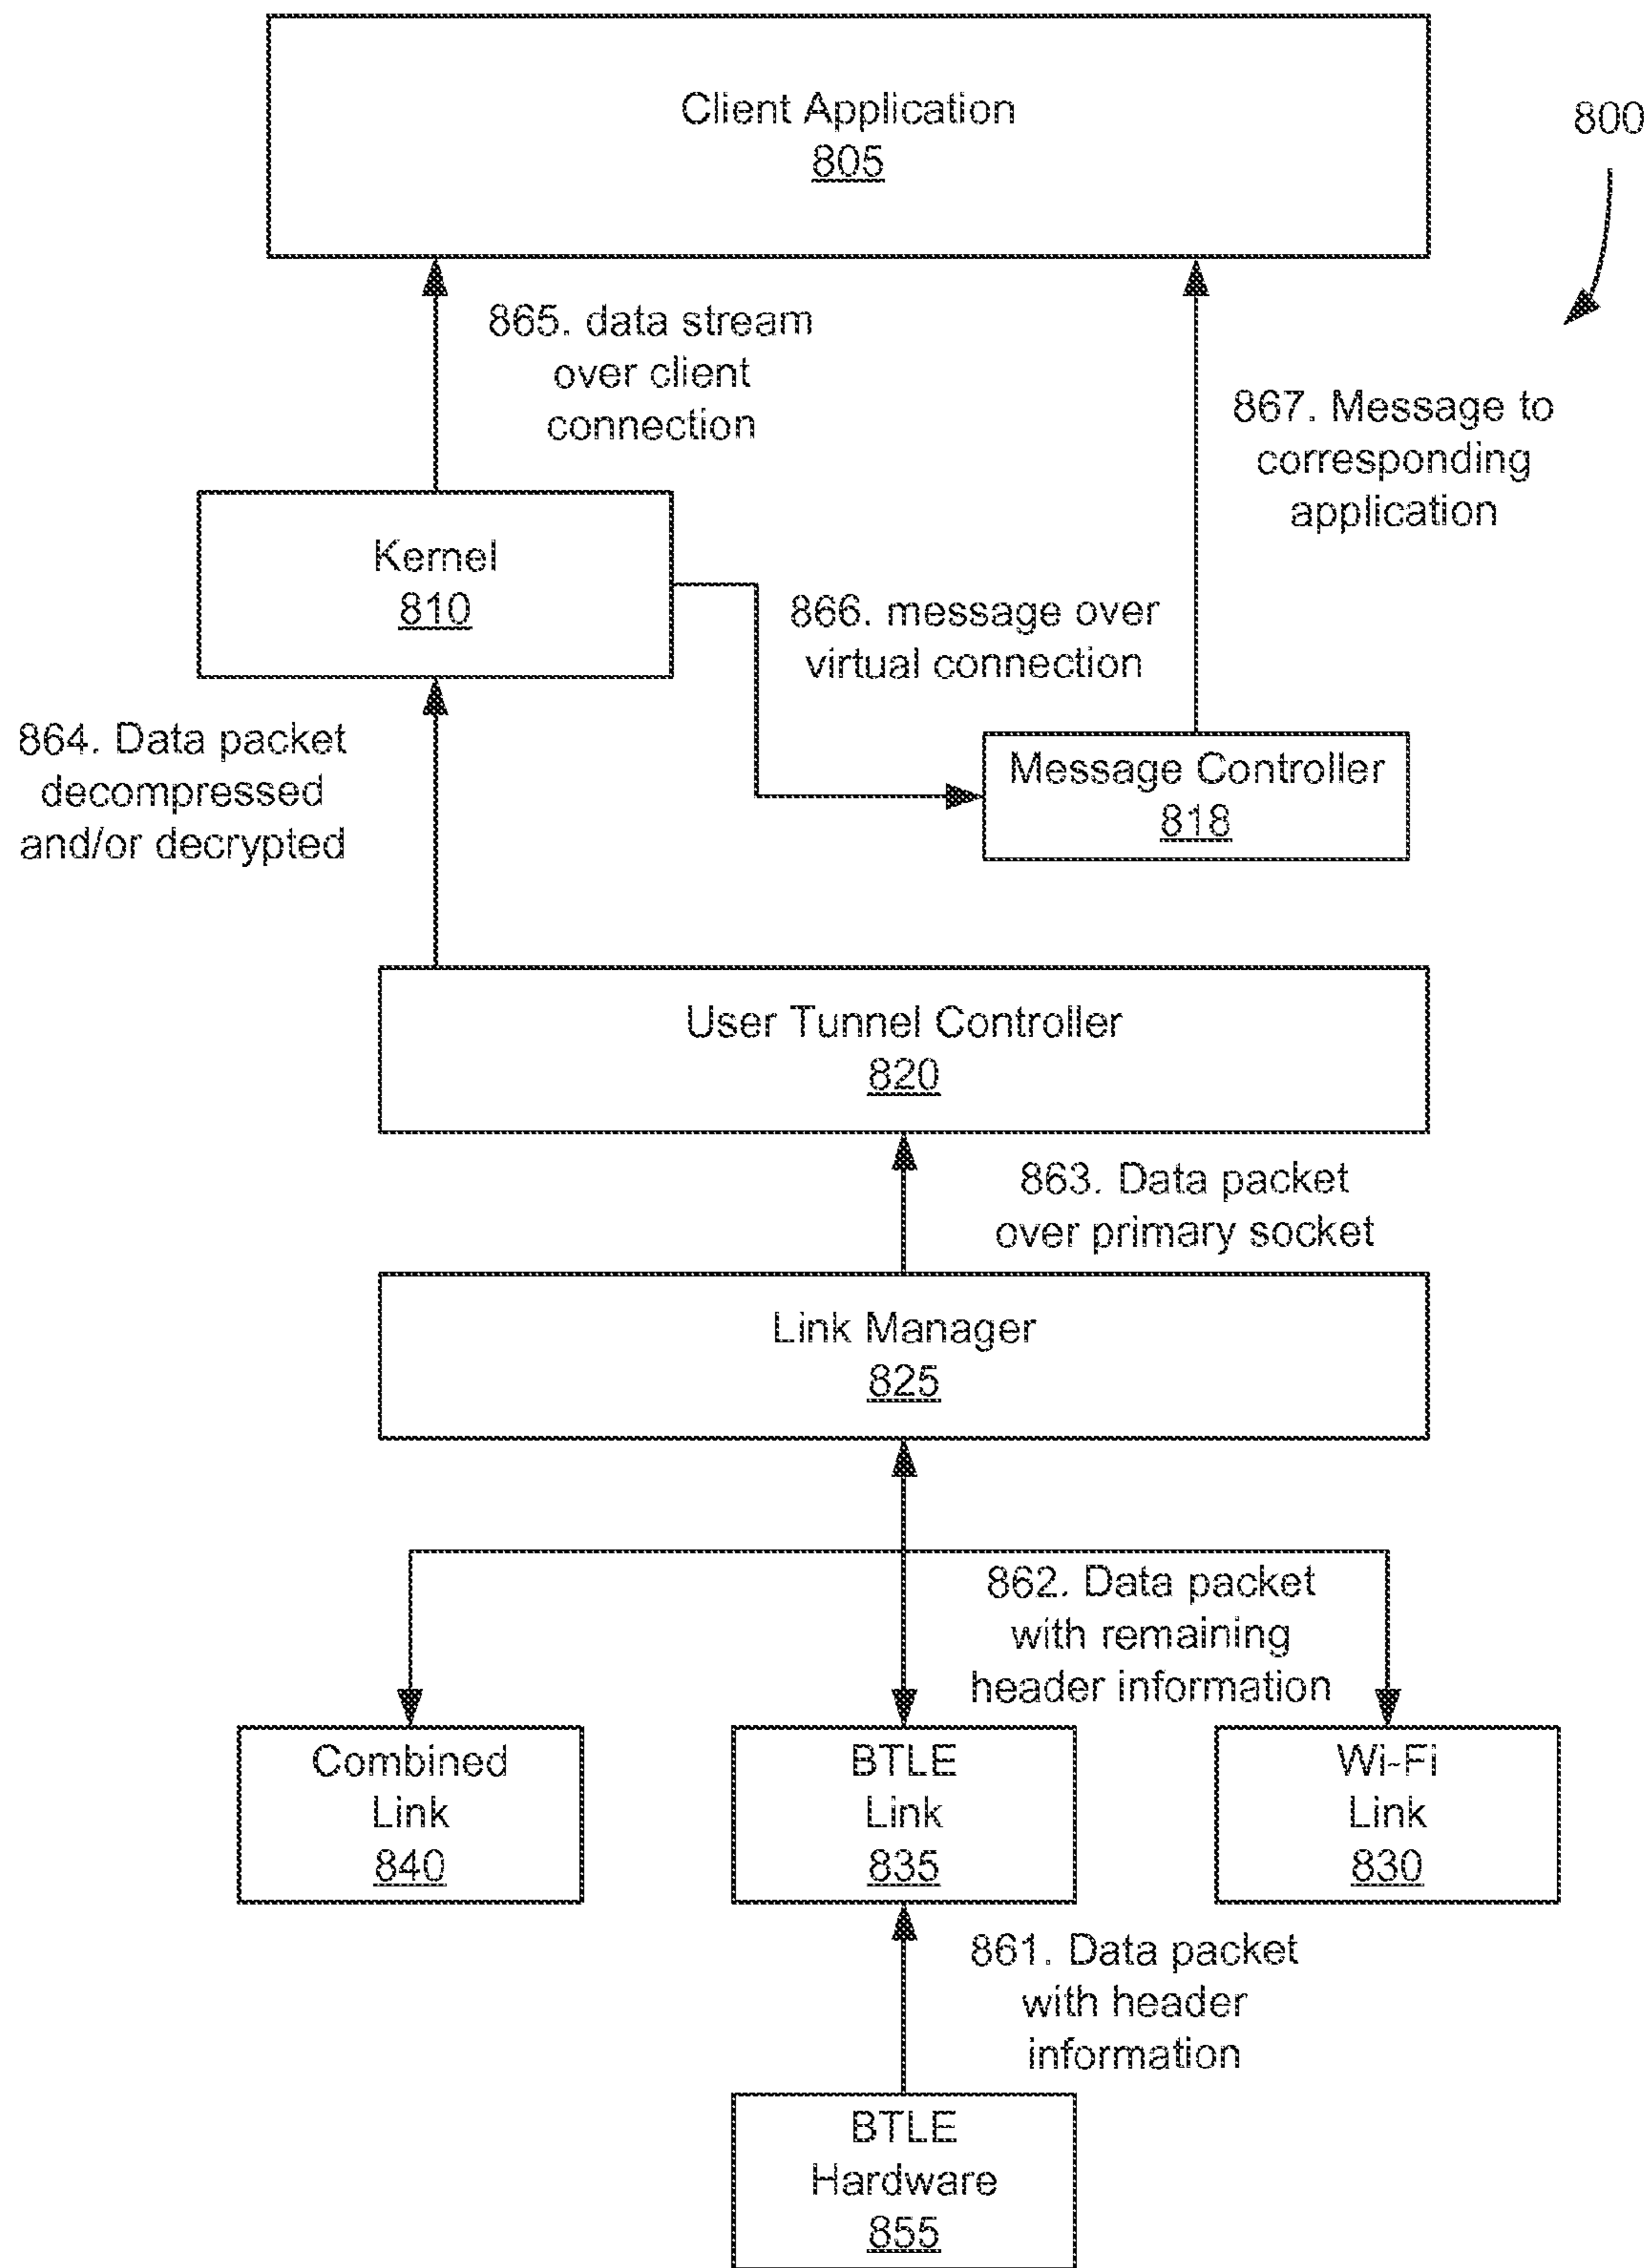 Client Application
805
800
865. data stream
over client
connection
867. Message to
corresponding
application
Kernel
810
866. message over
virtual connection
864. Data packet
decompressed
and/or decrypted
Message Controller
818
User Tunnel Controller
820
863. Data packet
over primary socket
Link Manager
825
862. Data packet
with remaining
header information
Combined
Link
840
BTLE
Link
835
Wi-Fi
Link
830
861. Data packet
with header
information
BTLE
Hardware
855